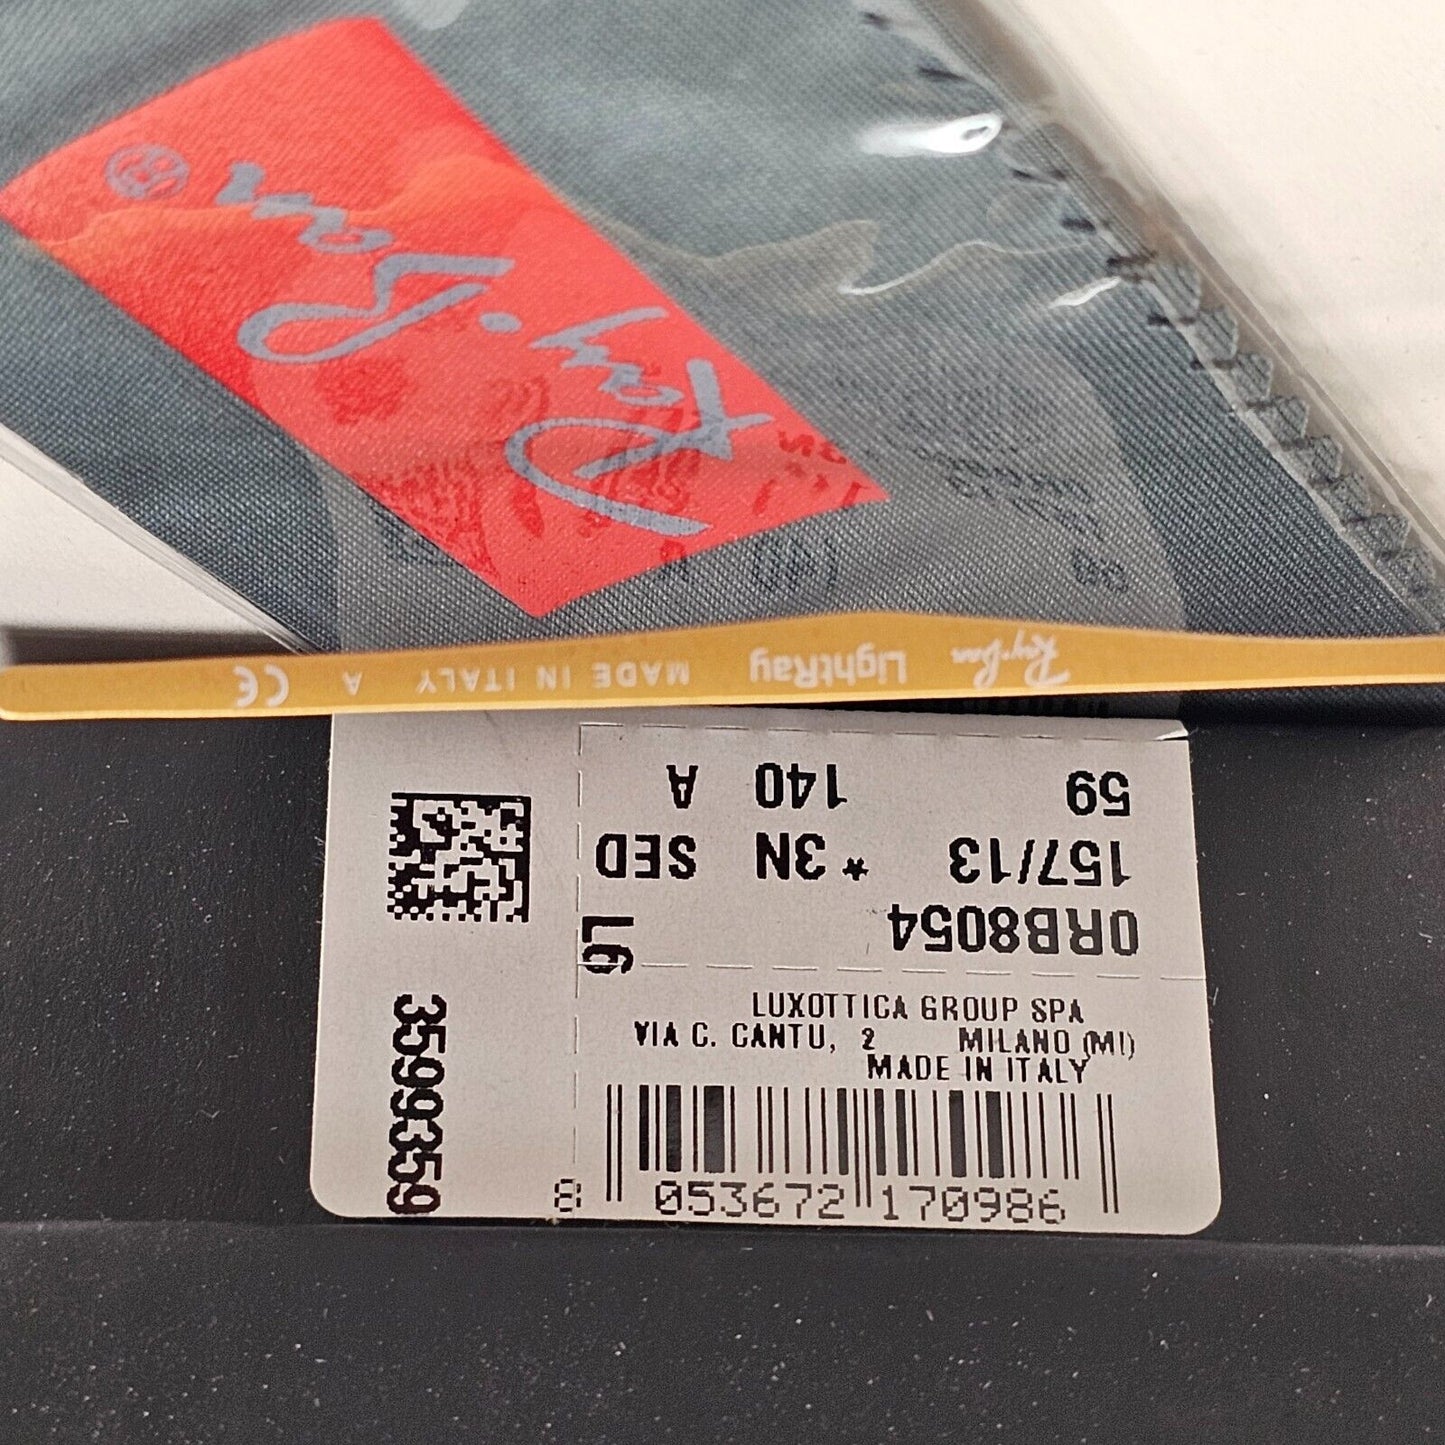 Ray·Ban®
Ray-Ban LightRay MADE IN ITALY A CE
0RB8054
157/13 * 3N SED
59 140 A
L6
3599359
LUXOTTICA GROUP SPA
VIA C. CANTU, 2 MILANO (MI)
MADE IN ITALY
8 053672 170986